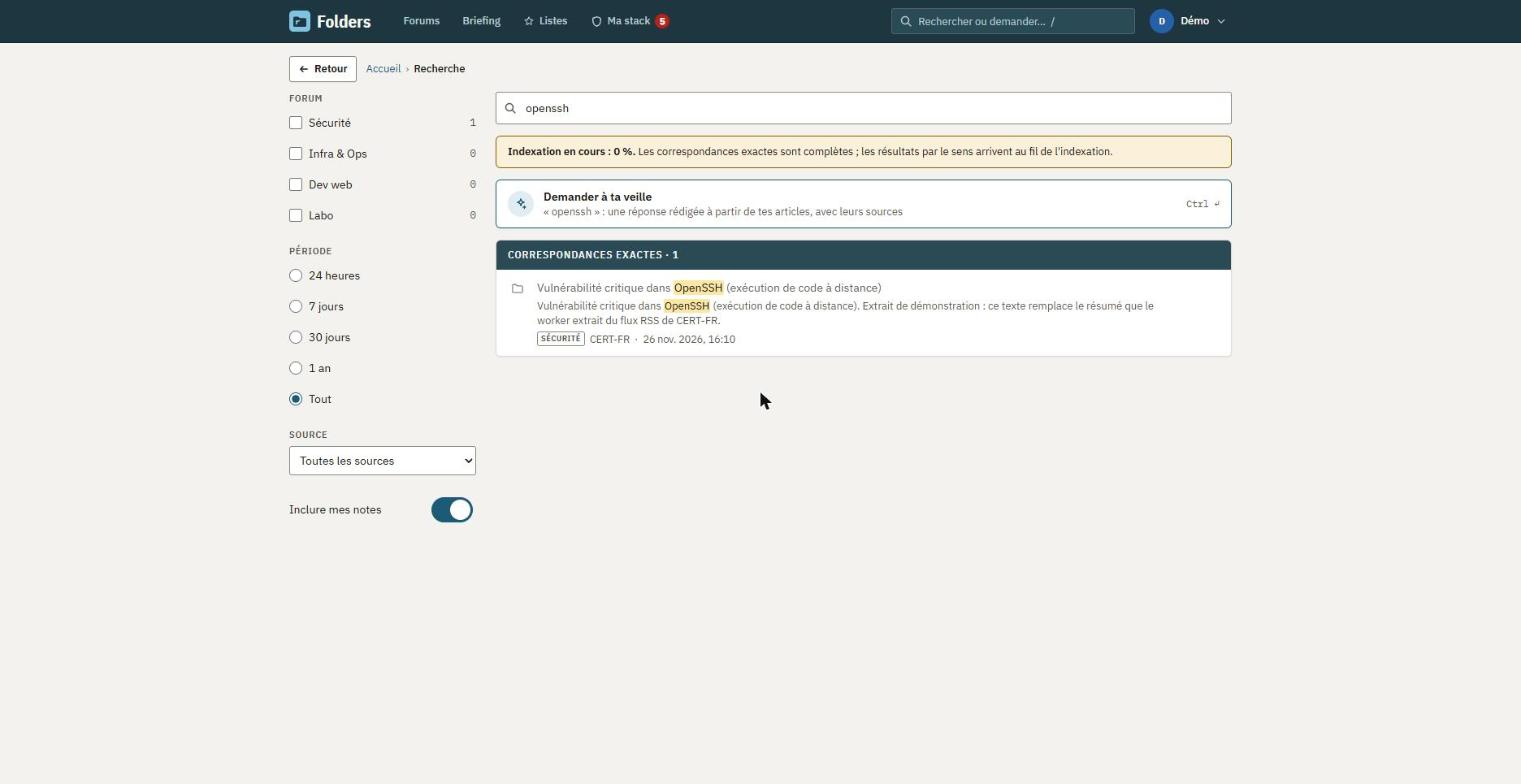 Folders
Forums
Briefing
Listes
Ma stack 5
Rechercher ou demander... /
D
Démo
← Retour
Accueil › Recherche
FORUM
Sécurité 1
Infra & Ops 0
Dev web 0
Labo 0
PÉRIODE
24 heures
7 jours
30 jours
1 an
Tout
SOURCE
Toutes les sources
Inclure mes notes
openssh
Indexation en cours : 0 %. Les correspondances exactes sont complètes ; les résultats par le sens arrivent au fil de l'indexation.
Demander à ta veille
« openssh » : une réponse rédigée à partir de tes articles, avec leurs sources
Ctrl ↵
CORRESPONDANCES EXACTES · 1
Vulnérabilité critique dans OpenSSH (exécution de code à distance)
Vulnérabilité critique dans OpenSSH (exécution de code à distance). Extrait de démonstration : ce texte remplace le résumé que le
worker extrait du flux RSS de CERT-FR.
SÉCURITÉ CERT-FR · 26 nov. 2026, 16:10